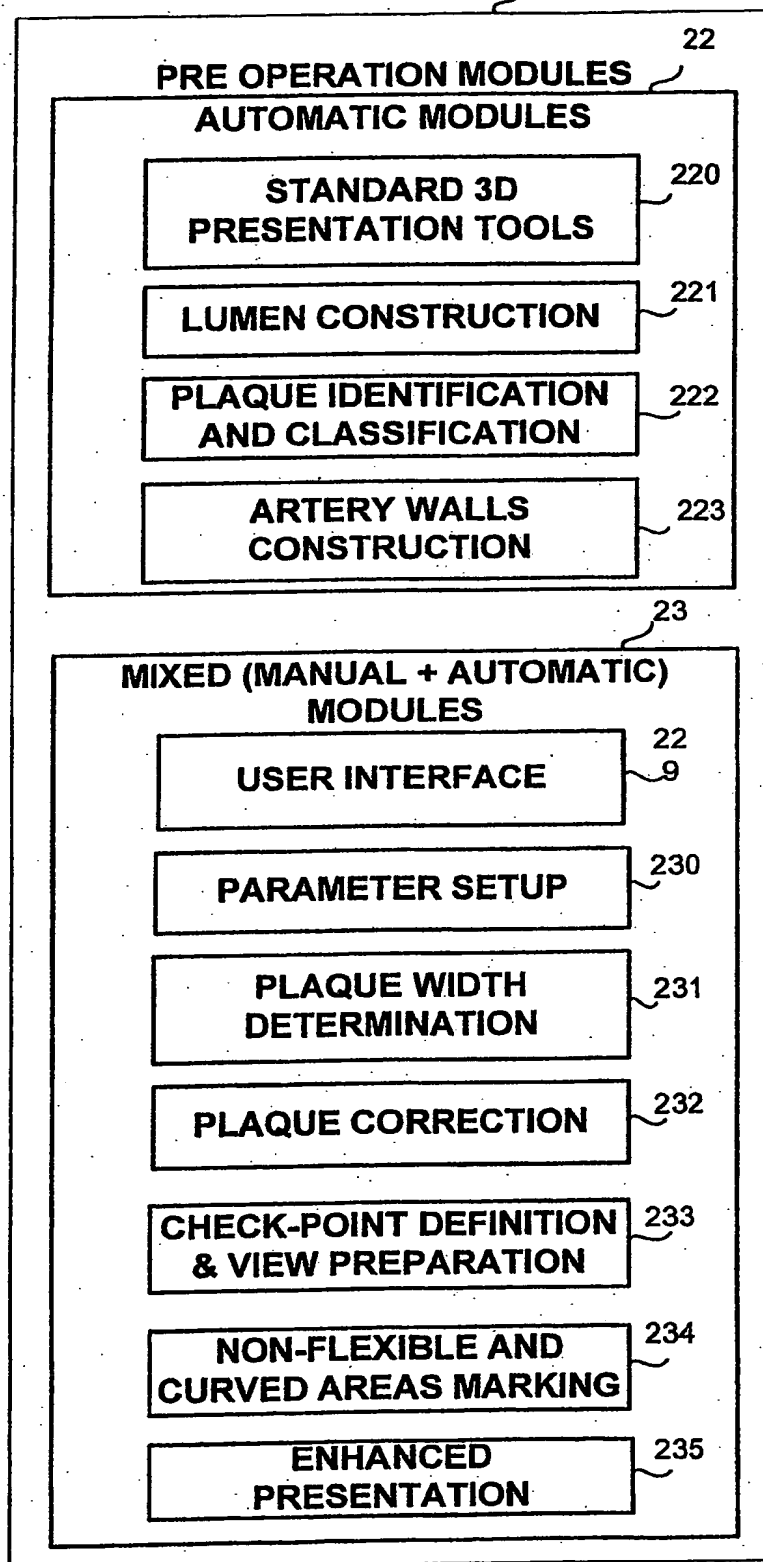 22
PRE OPERATION MODULES
AUTOMATIC MODULES
STANDARD 3D
PRESENTATION TOOLS
220
LUMEN CONSTRUCTION
221
PLAQUE IDENTIFICATION
AND CLASSIFICATION
222
ARTERY WALLS
CONSTRUCTION
223
23
MIXED (MANUAL + AUTOMATIC)
MODULES
USER INTERFACE
22
9
PARAMETER SETUP
230
PLAQUE WIDTH
DETERMINATION
231
PLAQUE CORRECTION
232
CHECK-POINT DEFINITION
& VIEW PREPARATION
233
NON-FLEXIBLE AND
CURVED AREAS MARKING
234
ENHANCED
PRESENTATION
235